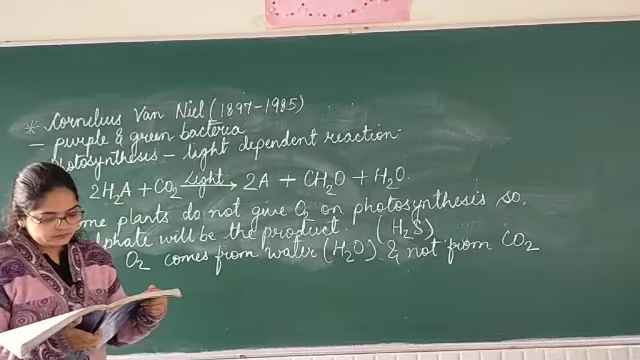 * Cornelius Van Niel (1897-1985)
- purple & green bacteria
photosynthesis - light dependent reaction.
2H₂A + CO₂ —Light→ 2A + CH₂O + H₂O.
me plants do not give O₂ on photosynthesis so,
lphate will be the product. (H₂S)
O₂ comes from water (H₂O) & not from CO₂